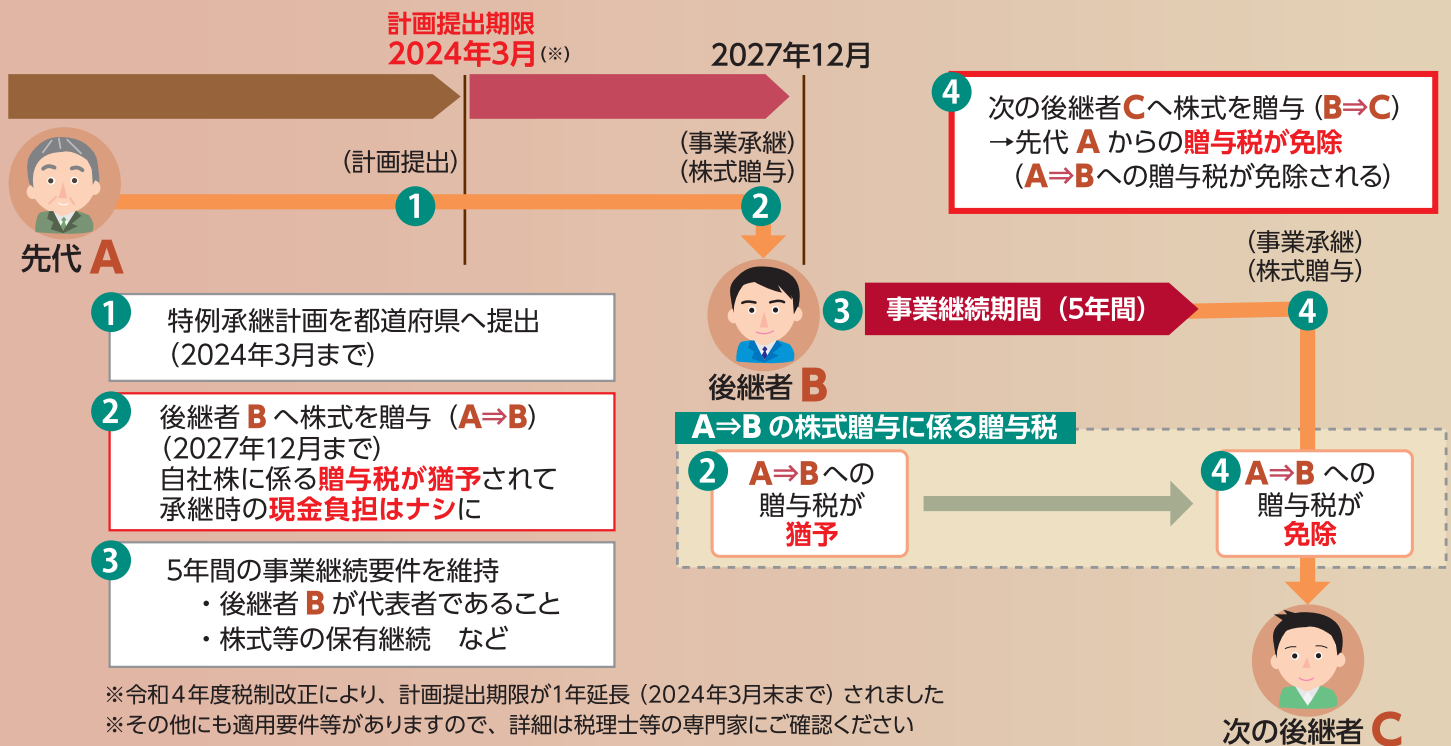 計画提出期限
2024年3月(※)
2027年12月
(計画提出)
(事業承継)
(株式贈与)
1
2
先代 A
4
次の後継者Cへ株式を贈与(B⇒C)
→先代 A からの贈与税が免除
(A⇒Bへの贈与税が免除される)
1
特例承継計画を都道府県へ提出
(2024年3月まで)
2
後継者 B へ株式を贈与 (A⇒B)
(2027年12月まで)
自社株に係る贈与税が猶予されて
承継時の現金負担はナシに
3
5年間の事業継続要件を維持
・後継者 B が代表者であること
・株式等の保有継続 など
後継者 B
3
事業継続期間(5年間)
(事業承継)
(株式贈与)
4
A⇒B の株式贈与に係る贈与税
2
A⇒Bへの
贈与税が
猶予
4
A⇒B への
贈与税が
免除
次の後継者 C
※令和4年度税制改正により、計画提出期限が1年延長(2024年3月末まで)されました
※その他にも適用要件等がありますので、詳細は税理士等の専門家にご確認ください